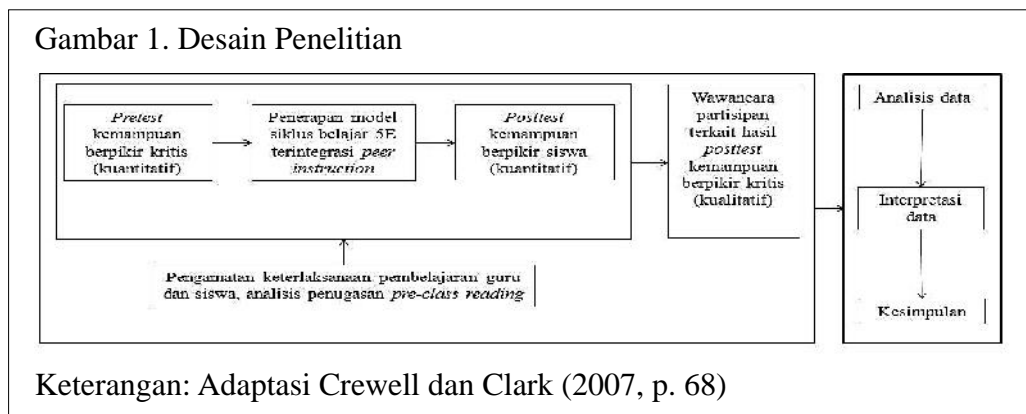 Gambar 1. Desain Penelitian
Pretest
kemampuan
berpikir kritis
(kuantitatif)
Penerapan model
siklus belajar 5E
terintegrasi peer
instruction
Posttest
kemampuan
berpikir siswa
(kuantitatif)
Wawancara
partisipan
terkait hasil
posttest
kemampuan
berpikir kritis
(kualitatif)
Pengamatan keterlaksanaan pembelajaran guru
dan siswa, analisis penugasan pre-class reading
Analisis data
Interpretasi
data
Kesimpulan
Keterangan: Adaptasi Crewell dan Clark (2007, p. 68)